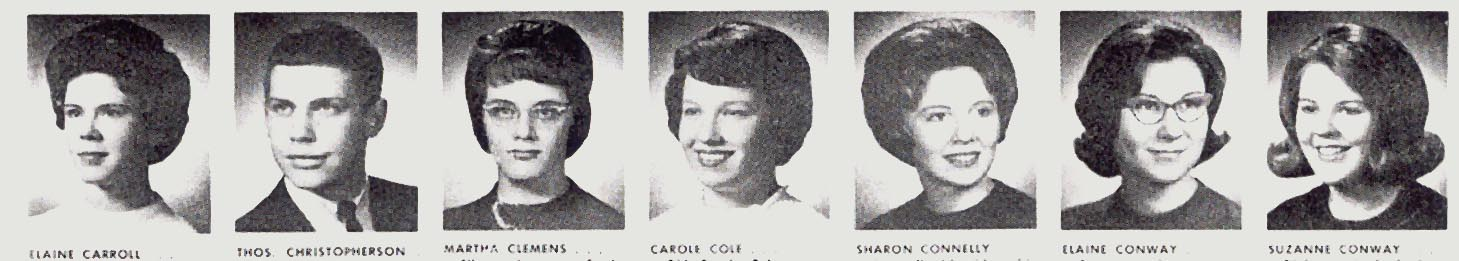 ELAINE CARROLL . .
THOS. CHRISTOPHERSON .
MARTHA CLEMENS . . .
CAROLE COLE . . .
SHARON CONNELLY
ELAINE CONWAY .
SUZANNE CONWAY . .